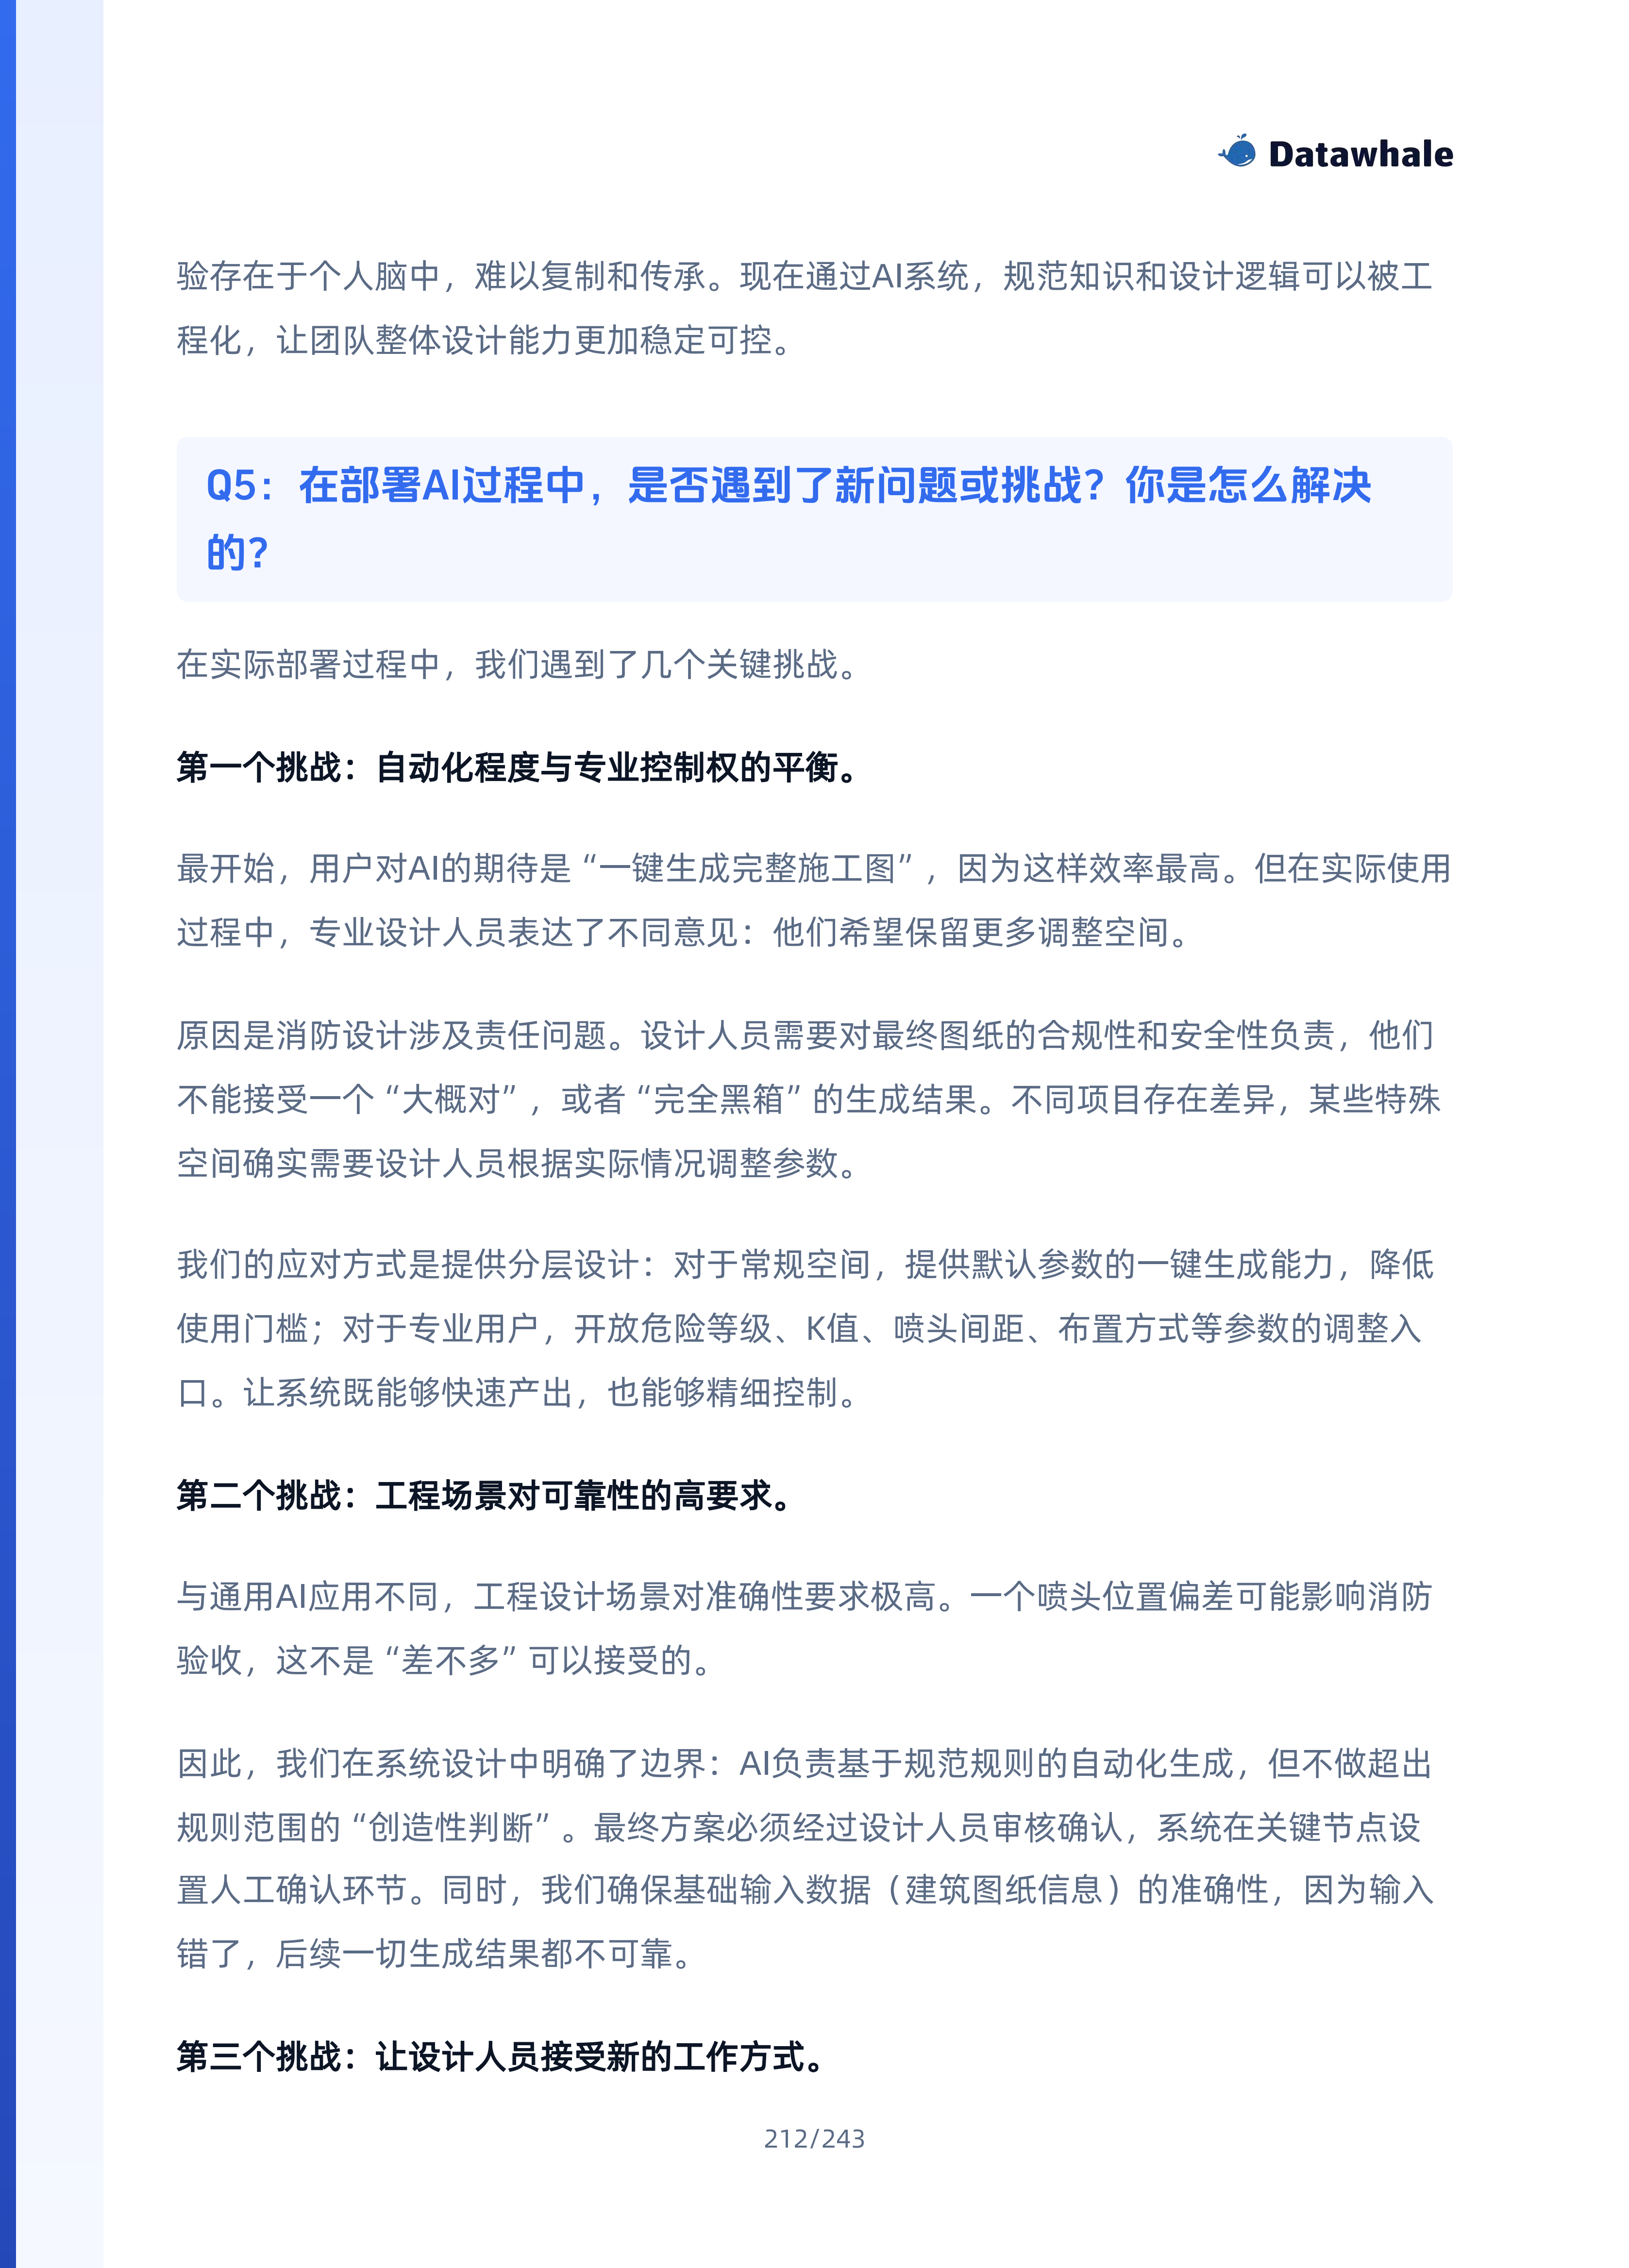 Datawhale
验存在于个人脑中，难以复制和传承。现在通过AI系统，规范知识和设计逻辑可以被工
程化，让团队整体设计能力更加稳定可控。
Q5：在部署AI过程中，是否遇到了新问题或挑战？你是怎么解决
的？
在实际部署过程中，我们遇到了几个关键挑战。
第一个挑战：自动化程度与专业控制权的平衡。
最开始，用户对AI的期待是“一键生成完整施工图”，因为这样效率最高。但在实际使用
过程中，专业设计人员表达了不同意见：他们希望保留更多调整空间。
原因是消防设计涉及责任问题。设计人员需要对最终图纸的合规性和安全性负责，他们
不能接受一个“大概对”，或者“完全黑箱”的生成结果。不同项目存在差异，某些特殊
空间确实需要设计人员根据实际情况调整参数。
我们的应对方式是提供分层设计：对于常规空间，提供默认参数的一键生成能力，降低
使用门槛；对于专业用户，开放危险等级、K值、喷头间距、布置方式等参数的调整入
口。让系统既能够快速产出，也能够精细控制。
第二个挑战：工程场景对可靠性的高要求。
与通用AI应用不同，工程设计场景对准确性要求极高。一个喷头位置偏差可能影响消防
验收，这不是“差不多”可以接受的。
因此，我们在系统设计中明确了边界：AI负责基于规范规则的自动化生成，但不做超出
规则范围的“创造性判断”。最终方案必须经过设计人员审核确认，系统在关键节点设
置人工确认环节。同时，我们确保基础输入数据（建筑图纸信息）的准确性，因为输入
错了，后续一切生成结果都不可靠。
第三个挑战：让设计人员接受新的工作方式。
212/243